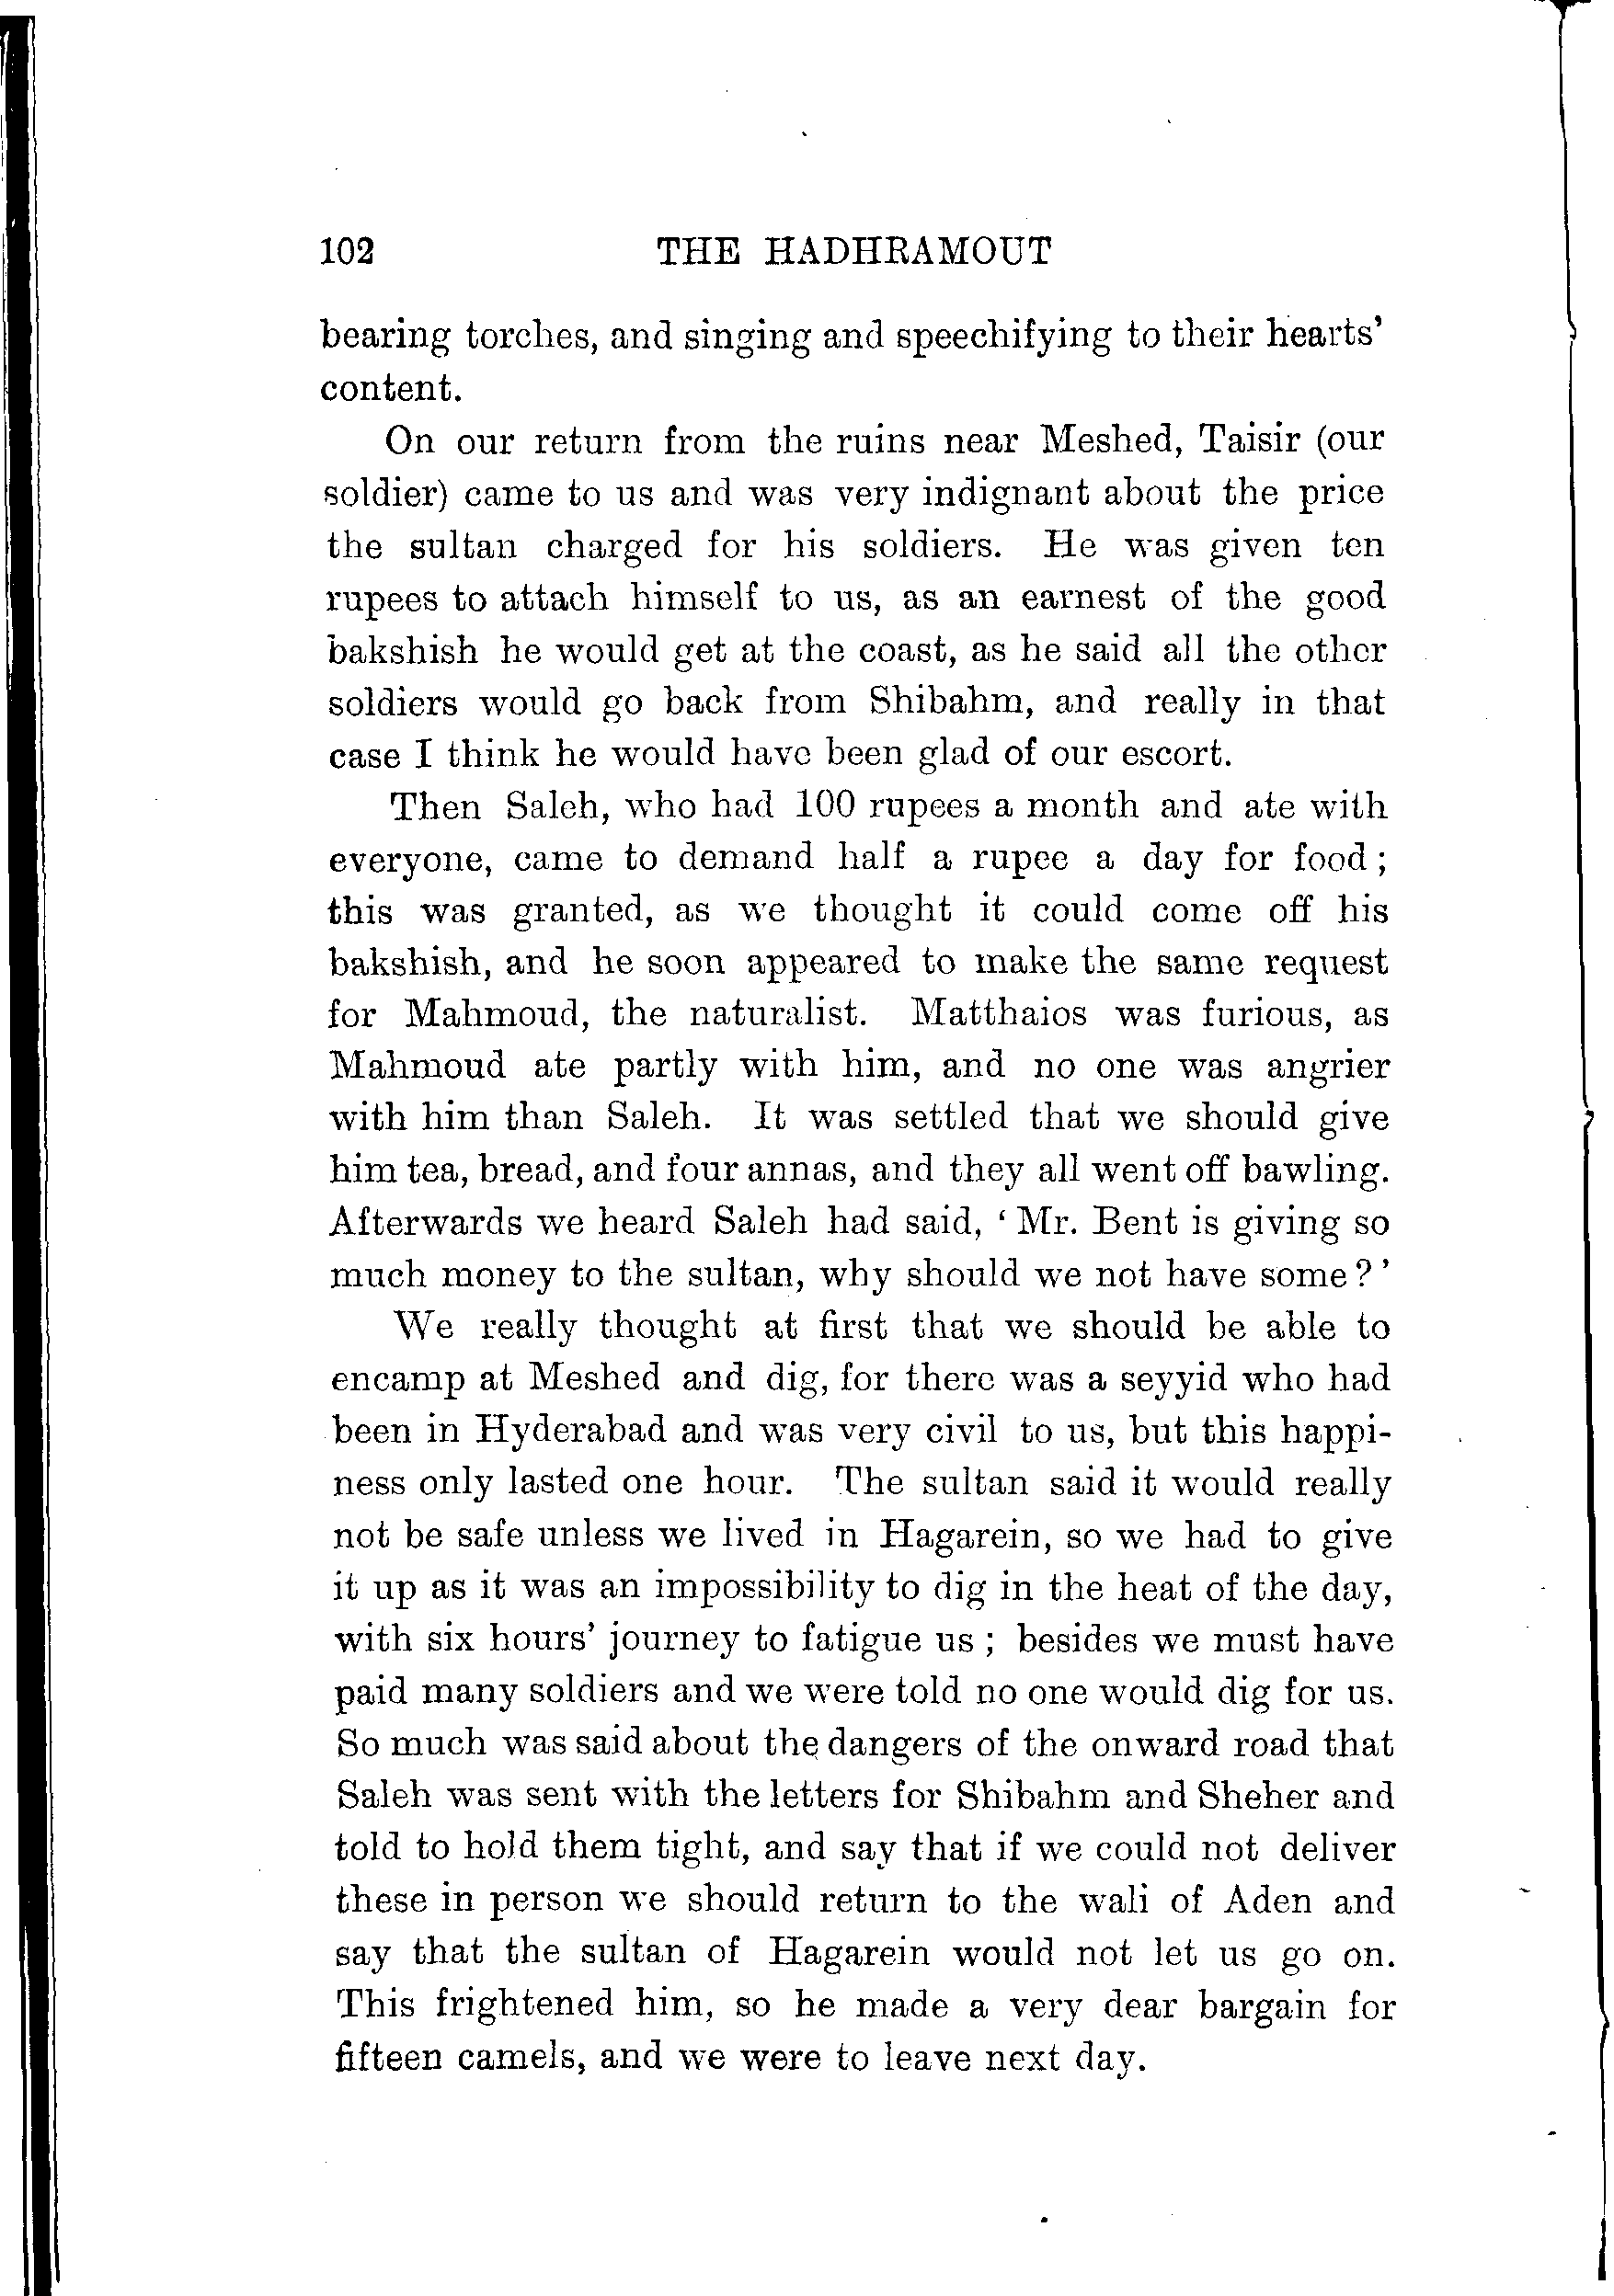 102 THE HADHRAMOUT
bearing torches, and singing and speechifying to their hearts'
content.
On our return from the ruins near Meshed, Taisir (our
soldier) came to us and was very indignant about the price
the sultan charged for his soldiers. He was given ten
rupees to attach himself to us, as an earnest of the good
bakshish he would get at the coast, as he said all the other
soldiers would go back from Shibahm, and really in that
case I think he would have been glad of our escort.
Then Saleh, who had 100 rupees a month and ate with
everyone, came to demand half a rupee a day for food ;
this was granted, as we thought it could come off his
bakshish, and he soon appeared to make the same request
for Mahmoud, the naturalist. Matthaios was furious, as
Mahmoud ate partly with him, and no one was angrier
with him than Saleh. It was settled that we should give
him tea, bread, and four annas, and they all went off bawling.
Afterwards we heard Saleh had said, ' Mr. Bent is giving so
much money to the sultan, why should we not have some ? '
We really thought at first that we should be able to
encamp at Meshed and dig, for there was a seyyid who had
been in Hyderabad and was very civil to us, but this happi-
ness only lasted one hour. The sultan said it would really
not be safe unless we lived in Hagarein, so we had to give
it up as it was an impossibility to dig in the heat of the day,
with six hours' journey to fatigue us ; besides we must have
paid many soldiers and we were told no one would dig for us.
So much was said about the dangers of the onward road that
Saleh was sent with the letters for Shibahm and Sheher and
told to hold them tight, and say that if we could not deliver
these in person we should return to the wali of Aden and
say that the sultan of Hagarein would not let us go on.
This frightened him, so he made a very dear bargain for
fifteen camels, and we were to leave next day.